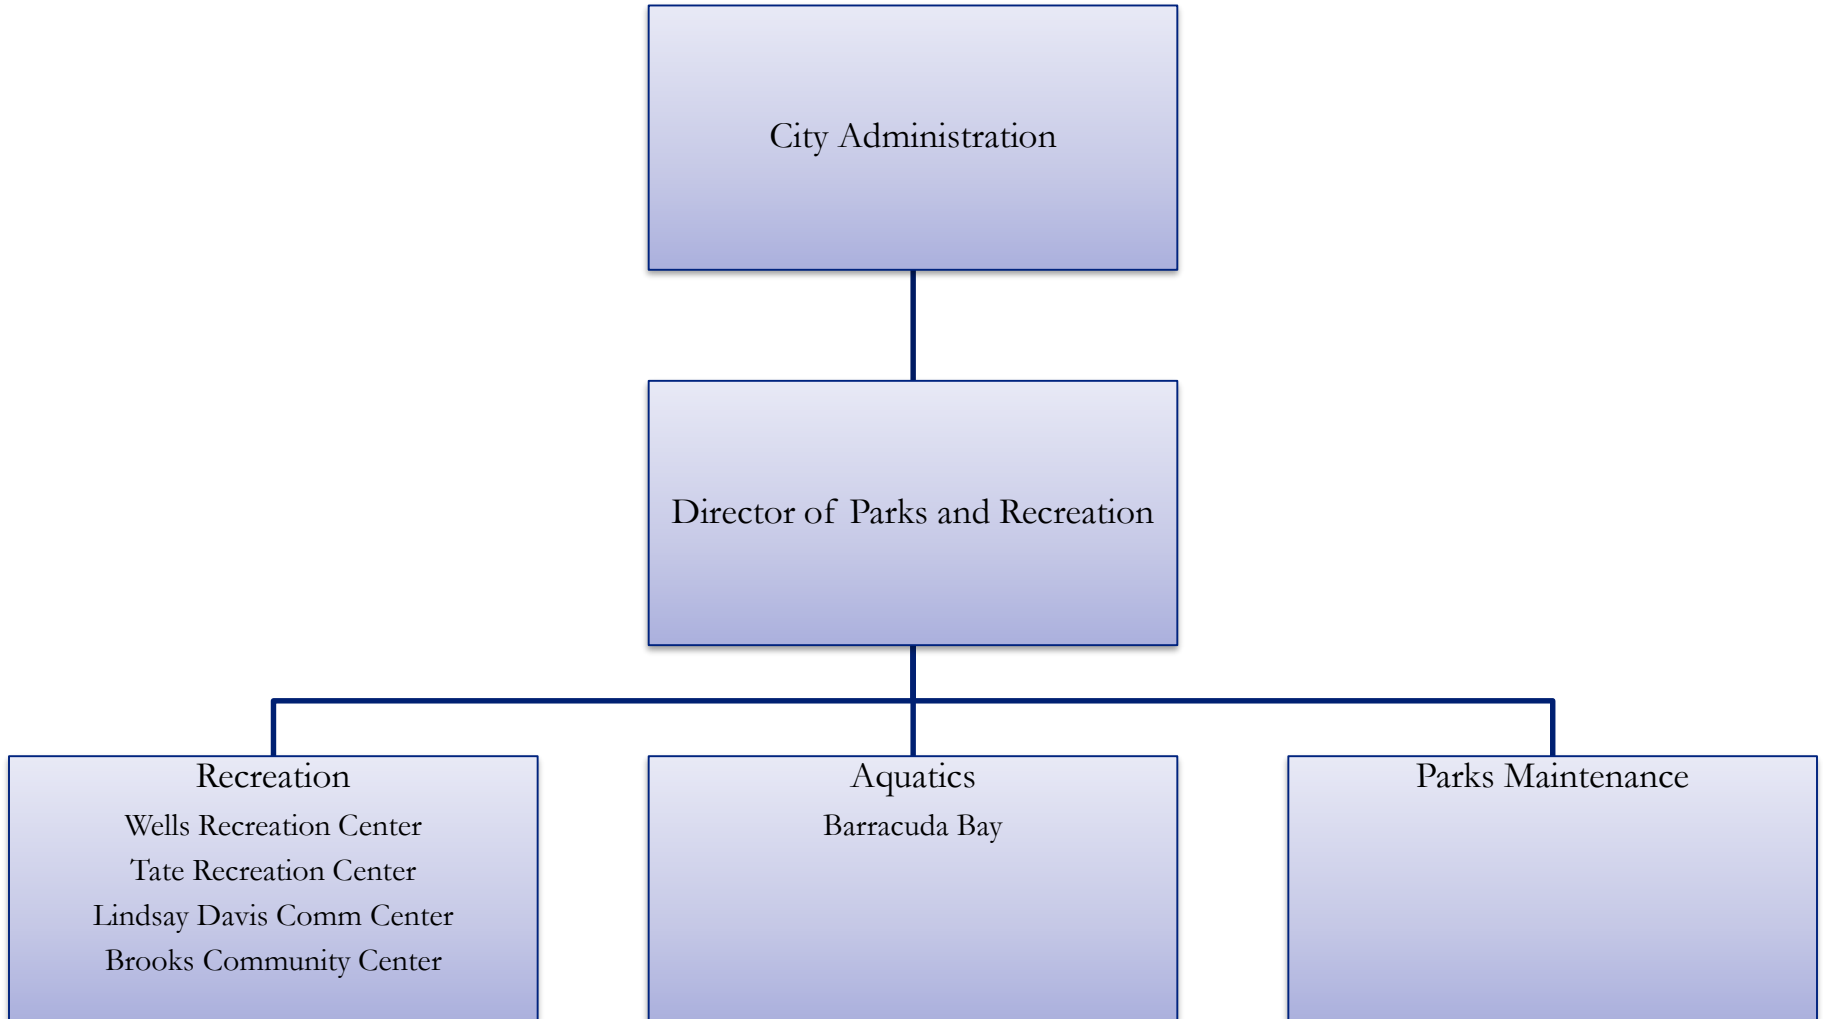 City Administration
Director of Parks and Recreation
Recreation
Wells Recreation Center
Tate Recreation Center
Lindsay Davis Comm Center
Brooks Community Center
Aquatics
Barracuda Bay
Parks Maintenance